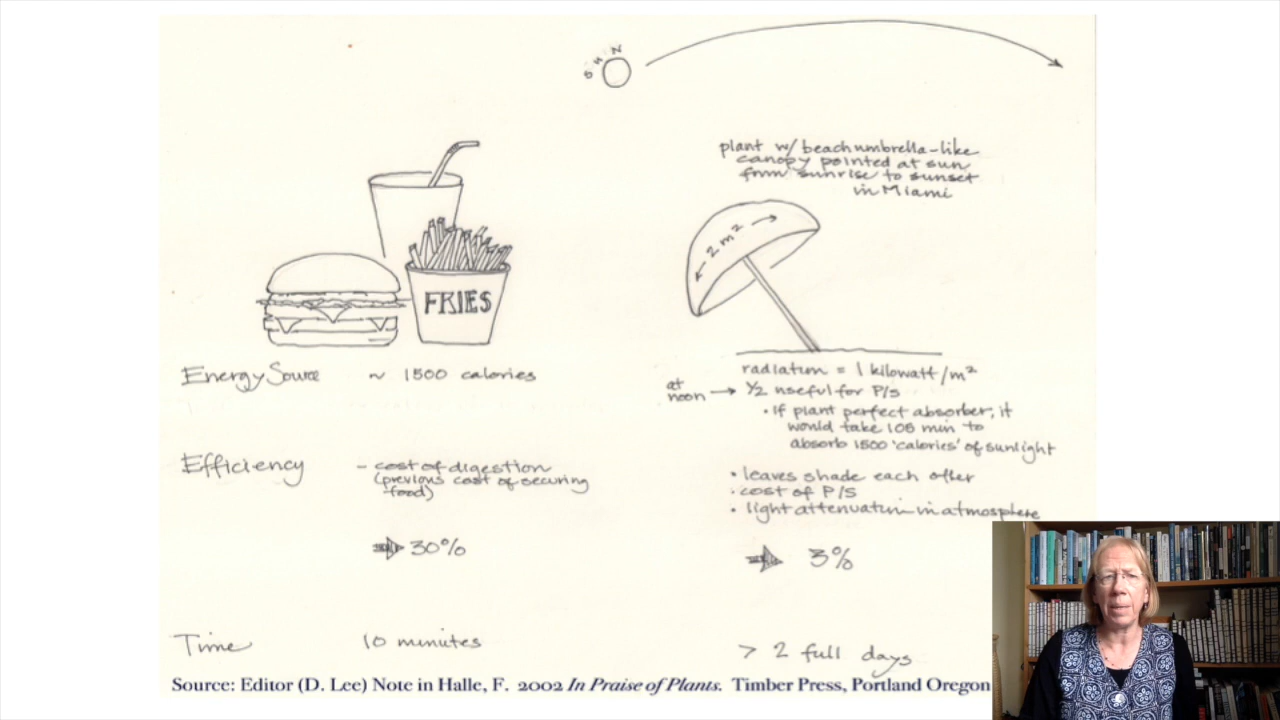 SUN
plant w/ beach umbrella-like
canopy pointed at sun
from sunrise to sunset
in Miami
← 2 m² →
FRIES
Energy Source ~ 1500 calories
radiation = 1 kilowatt/m²
at
noon → 1/2 useful for P/S
• If plant perfect absorber, it
would take 108 min to
absorb 1500 'calories' of sunlight
Efficiency
- cost of digestion
(previous cost of securing
food)
• leaves shade each other
• cost of P/S
• light attenuation in atmosphere
30%
3%
Time 10 minutes > 2 full days
Source: Editor (D. Lee) Note in Halle, F. 2002 In Praise of Plants. Timber Press, Portland Oregon